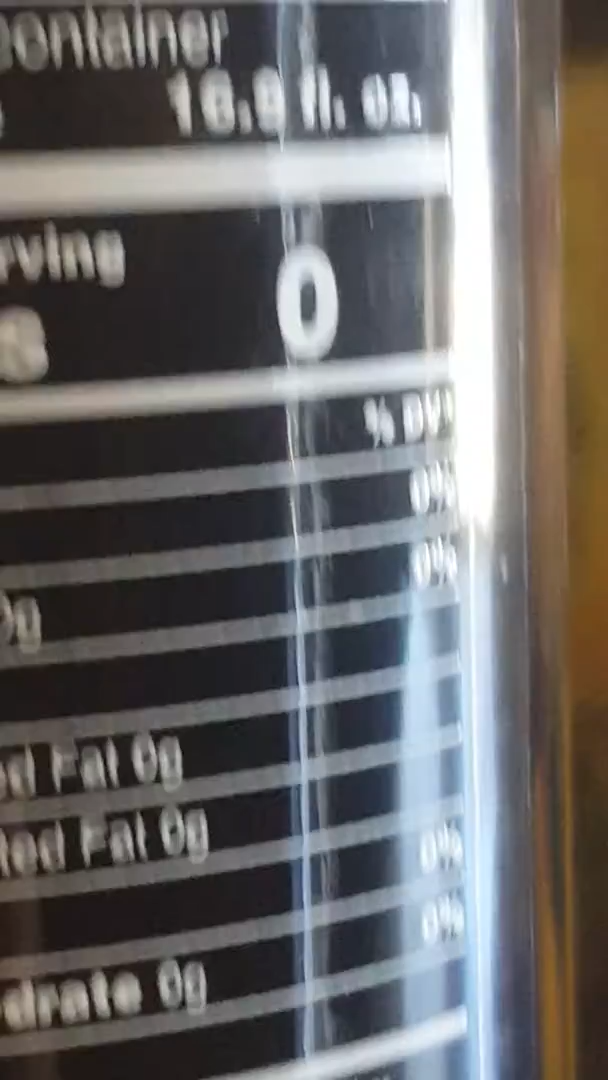 container
16.9 fl. oz.
rving
s 0
% DV*
0%
0%
0g
ed Fat 0g
ted Fat 0g
0%
0%
drate 0g